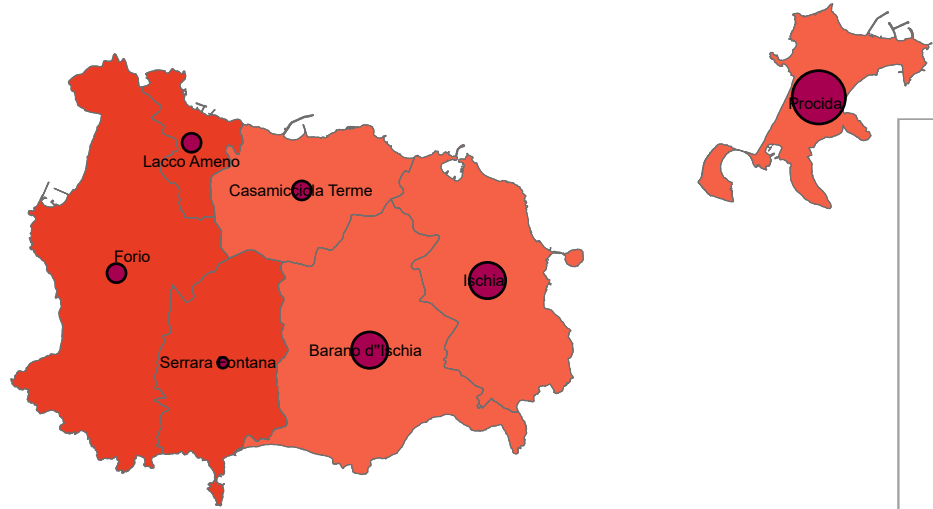 Procida
Lacco Ameno
Casamicciola Terme
Forio
Ischia
Barano d"Ischia
Serrara Fontana